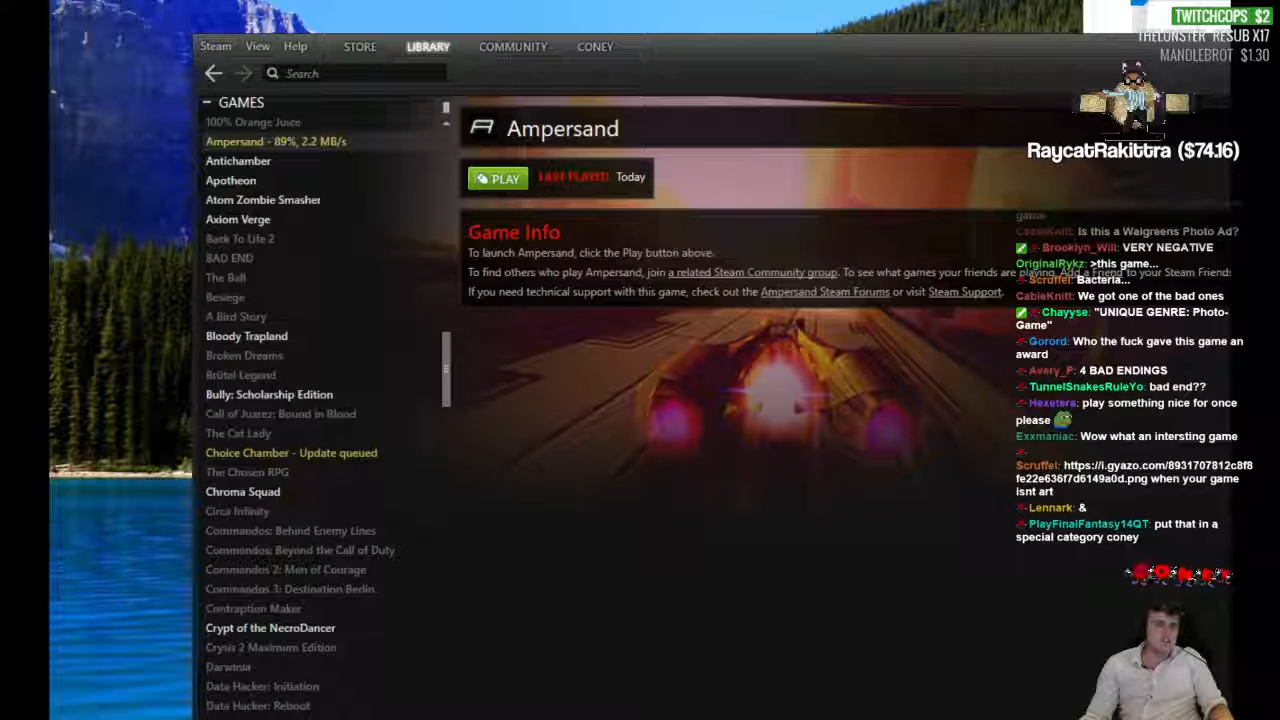 TWITCHCOPS $2
THELONSTER RESUB X17
MANDLEBROT $1.30
RaycatRakittra ($74.16)
Steam View Help STORE LIBRARY COMMUNITY CONEY
Search
GAMES
100% Orange Juice
Ampersand - 89%, 2.2 MB/s
Antichamber
Apotheon
Atom Zombie Smasher
Axiom Verge
Back To Life 2
BAD END
The Ball
Besiege
A Bird Story
Bloody Trapland
Broken Dreams
Brütal Legend
Bully: Scholarship Edition
Call of Juarez: Bound in Blood
The Cat Lady
Choice Chamber - Update queued
The Chosen RPG
Chroma Squad
Circa Infinity
Commandos: Behind Enemy Lines
Commandos: Beyond the Call of Duty
Commandos 2: Men of Courage
Commandos 3: Destination Berlin
Contraption Maker
Crypt of the NecroDancer
Crysis 2 Maximum Edition
Darwinia
Data Hacker: Initiation
Data Hacker: Reboot
Ampersand
PLAY LAST PLAYED: Today
Game Info
To launch Ampersand, click the Play button above.
To find others who play Ampersand, join a related Steam Community group. To see what games your friends are playing, Add a Friend to your Steam Friends
If you need technical support with this game, check out the Ampersand Steam Forums or visit Steam Support.
game
CableKnitt: Is this a Walgreens Photo Ad?
Brooklyn_Will: VERY NEGATIVE
OriginalRykz: >this game...
Scruffel: Bacteria...
CableKnitt: We got one of the bad ones
Chayyse: "UNIQUE GENRE: Photo-
Game"
Gorord: Who the fuck gave this game an
award
Avery_P: 4 BAD ENDINGS
TunnelSnakesRuleYo: bad end??
Hexetera: play something nice for once
please
Exxmaniac: Wow what an intersting game
Scruffel: https://i.gyazo.com/8931707812c8f8
fe22e636f7d6149a0d.png when your game
isnt art
Lennark: &
PlayFinalFantasy14QT: put that in a
special category coney
CONEY